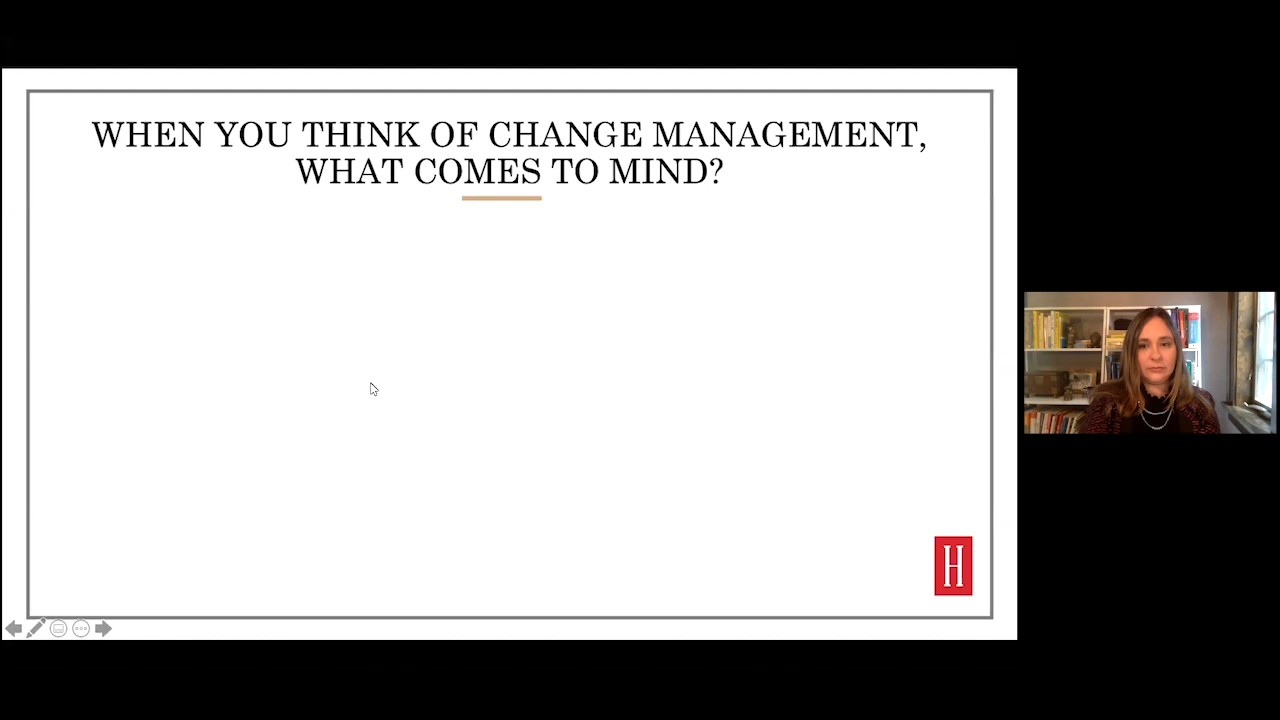 WHEN YOU THINK OF CHANGE MANAGEMENT,
WHAT COMES TO MIND?
H